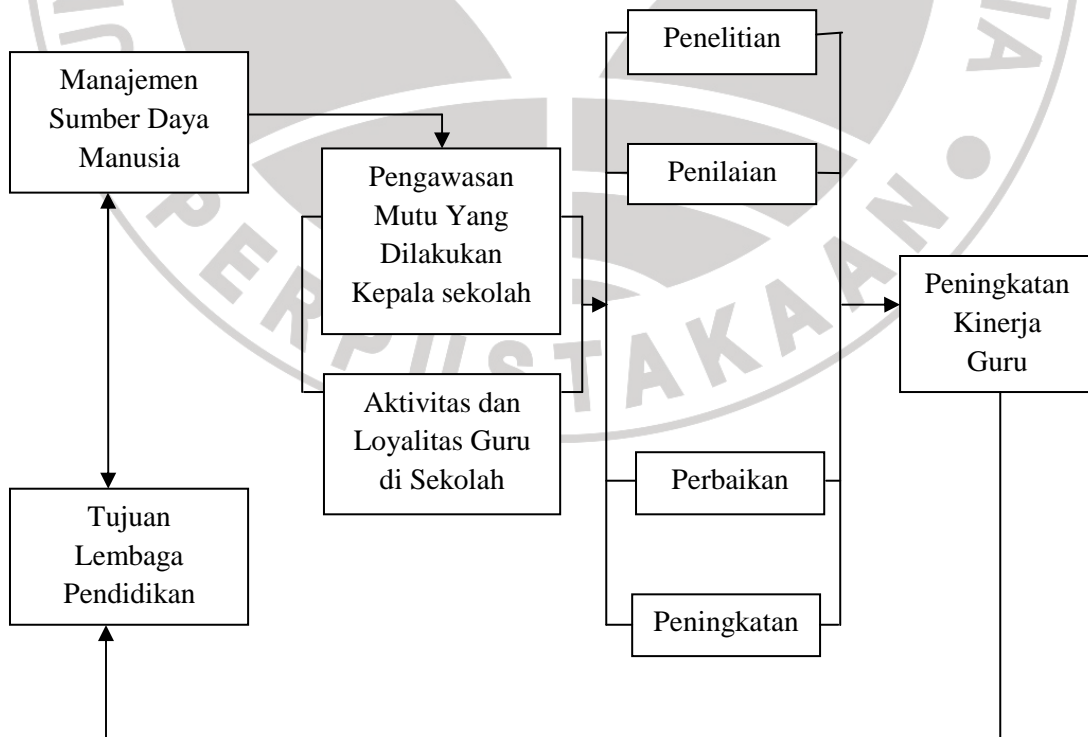 Manajemen
Sumber Daya
Manusia
Pengawasan
Mutu Yang
Dilakukan
Kepala sekolah
Aktivitas dan
Loyalitas Guru
di Sekolah
Tujuan
Lembaga
Pendidikan
Penelitian
Penilaian
Perbaikan
Peningkatan
Peningkatan
Kinerja
Guru
PERPUSTAKAAN